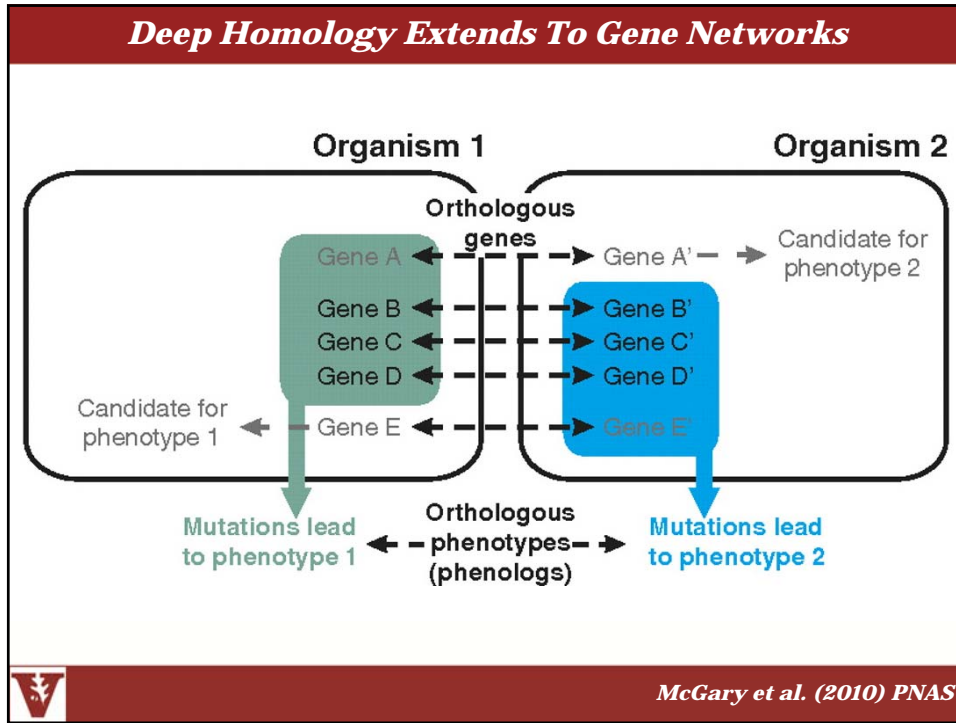 Deep Homology Extends To Gene Networks
Organism 1
Organism 2
Orthologous
genes
Gene A
Gene A’
Candidate for
phenotype 2
Gene B
Gene B'
Gene C
Gene C'
Gene D
Gene D'
Candidate for
phenotype 1
Gene E
Gene E'
Mutations lead
to phenotype 1
Orthologous
phenotypes
(phenologs)
Mutations lead
to phenotype 2
V
McGary et al. (2010) PNAS